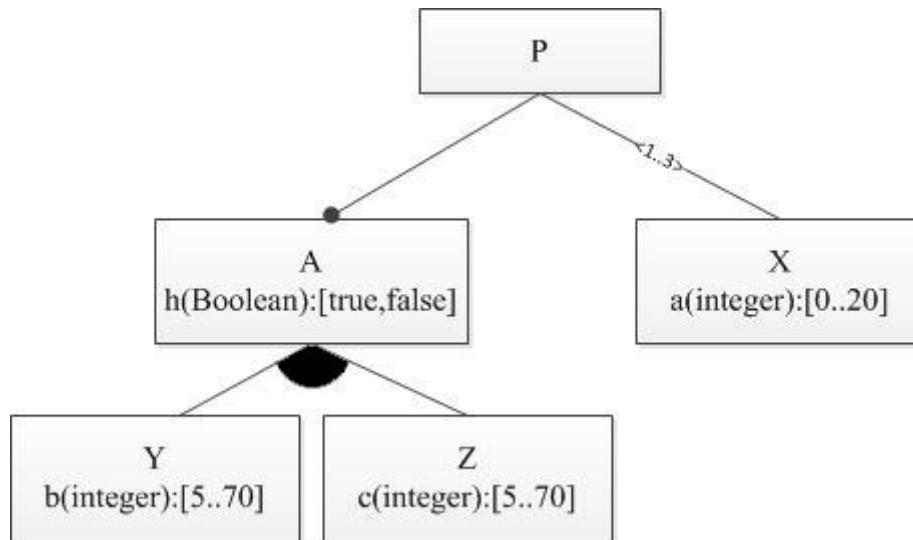 P
<1..3>
A
h(Boolean):[true,false]
X
a(integer):[0..20]
Y
b(integer):[5..70]
Z
c(integer):[5..70]